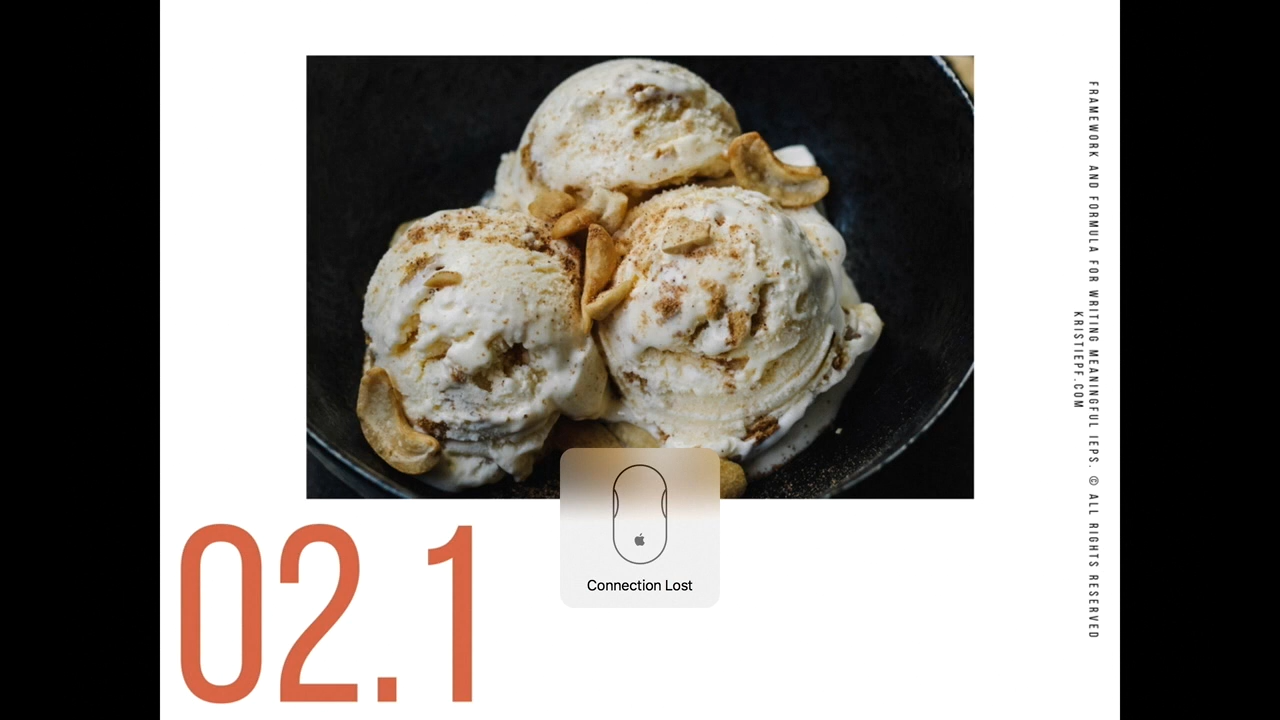 FRAMEWORK AND FORMULA FOR WRITING MEANINGFUL IEPS. © ALL RIGHTS RESERVED
KRISTIEPF.COM
02.1
Connection Lost